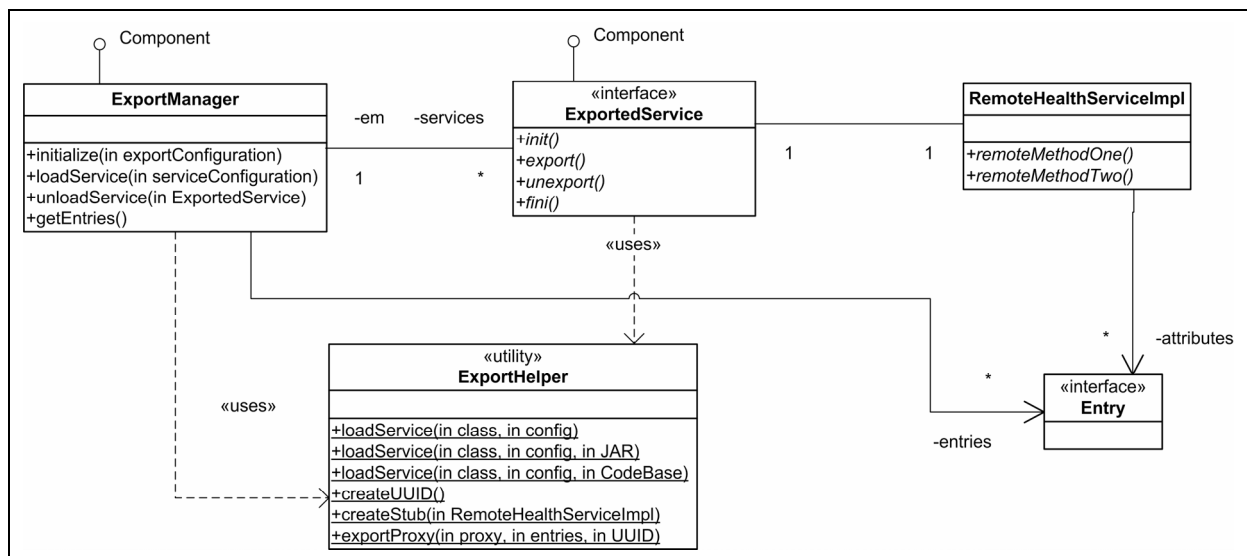 Component
Component
ExportManager
+initialize(in exportConfiguration)
+loadService(in serviceConfiguration)
+unloadService(in ExportedService)
+getEntries()
-em
-services
1
*
«interface»
ExportedService
+init()
+export()
+unexport()
+fini()
1
1
RemoteHealthServiceImpl
+remoteMethodOne()
+remoteMethodTwo()
«uses»
«uses»
*
-attributes
*
-entries
«interface»
Entry
«utility»
ExportHelper
+loadService(in class, in config)
+loadService(in class, in config, in JAR)
+loadService(in class, in config, in CodeBase)
+createUUID()
+createStub(in RemoteHealthServiceImpl)
+exportProxy(in proxy, in entries, in UUID)